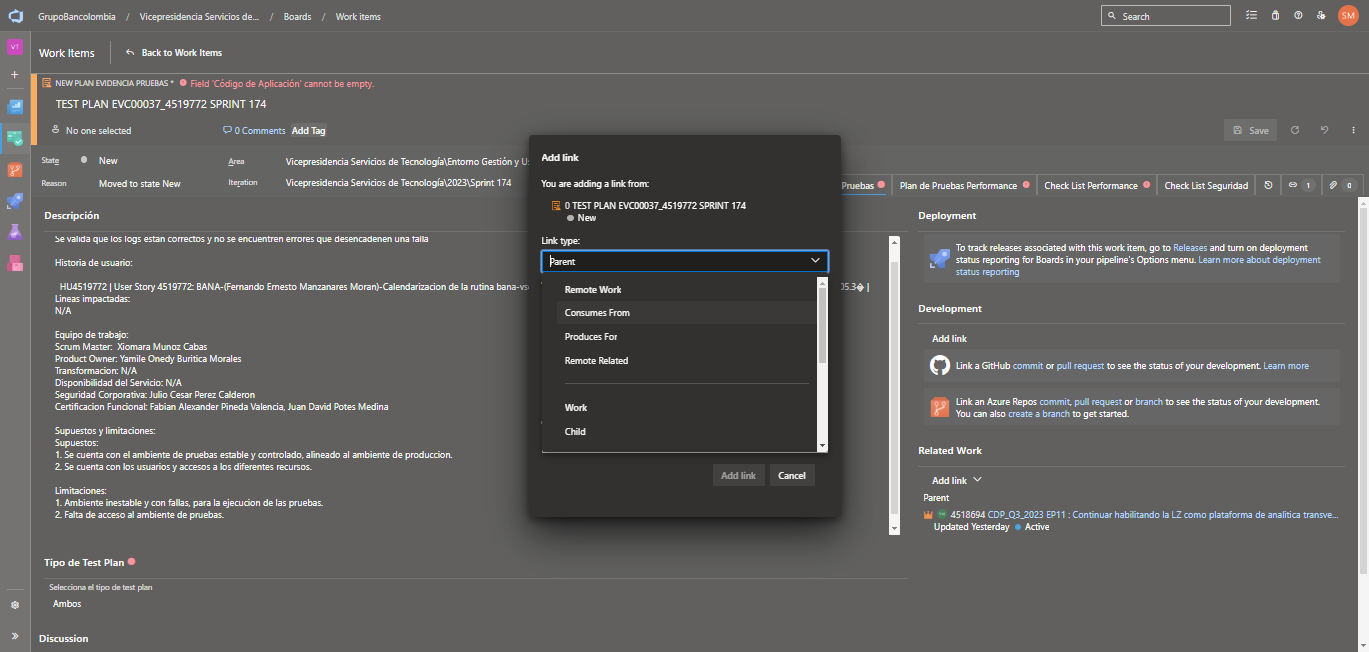 GrupoBancolombia / Vicepresidencia Servicios de... / Boards / Work items
Search
SM
VT
Work Items
Back to Work Items
NEW PLAN EVIDENCIA PRUEBAS * Field 'Código de Aplicación' cannot be empty.
TEST PLAN EVC00037_4519772 SPRINT 174
No one selected
0 Comments
Add Tag
Save
State
New
Area
Vicepresidencia Servicios de Tecnología\Entorno Gestión y Us
Reason
Moved to state New
Iteration
Vicepresidencia Servicios de Tecnología\2023\Sprint 174
Pruebas
Plan de Pruebas Performance
Check List Performance
Check List Seguridad
1
0
Descripción
Se valida que los logs estan correctos y no se encuentren errores que desencadenen una falla
Historia de usuario:
HU4519772 | User Story 4519772: BANA-(Fernando Ernesto Manzanares Moran)-Calendarizacion de la rutina bana-vs
05.3� |
Lineas impactadas:
N/A
Equipo de trabajo:
Scrum Master: Xiomara Munoz Cabas
Product Owner: Yamile Onedy Buritica Morales
Transformacion: N/A
Disponibilidad del Servicio: N/A
Seguridad Corporativa: Julio Cesar Perez Calderon
Certificacion Funcional: Fabian Alexander Pineda Valencia, Juan David Potes Medina
Supuestos y limitaciones:
Supuestos:
1. Se cuenta con el ambiente de pruebas estable y controlado, alineado al ambiente de produccion.
2. Se cuenta con los usuarios y accesos a los diferentes recursos.
Limitaciones:
1. Ambiente inestable y con fallas, para la ejecucion de las pruebas.
2. Falta de acceso al ambiente de pruebas.
Tipo de Test Plan
Selecciona el tipo de test plan
Ambos
Discussion
Add link
You are adding a link from:
0 TEST PLAN EVC00037_4519772 SPRINT 174
New
Link type:
Parent
Remote Work
Consumes From
Produces For
Remote Related
Work
Child
Add link
Cancel
Deployment
To track releases associated with this work item, go to Releases and turn on deployment
status reporting for Boards in your pipeline's Options menu. Learn more about deployment
status reporting
Development
Add link
Link a GitHub commit or pull request to see the status of your development. Learn more
Link an Azure Repos commit, pull request or branch to see the status of your development.
You can also create a branch to get started.
Related Work
Add link
Parent
4518694 CDP_Q3_2023 EP11 : Continuar habilitando la LZ como plataforma de analitica transve...
Updated Yesterday
Active